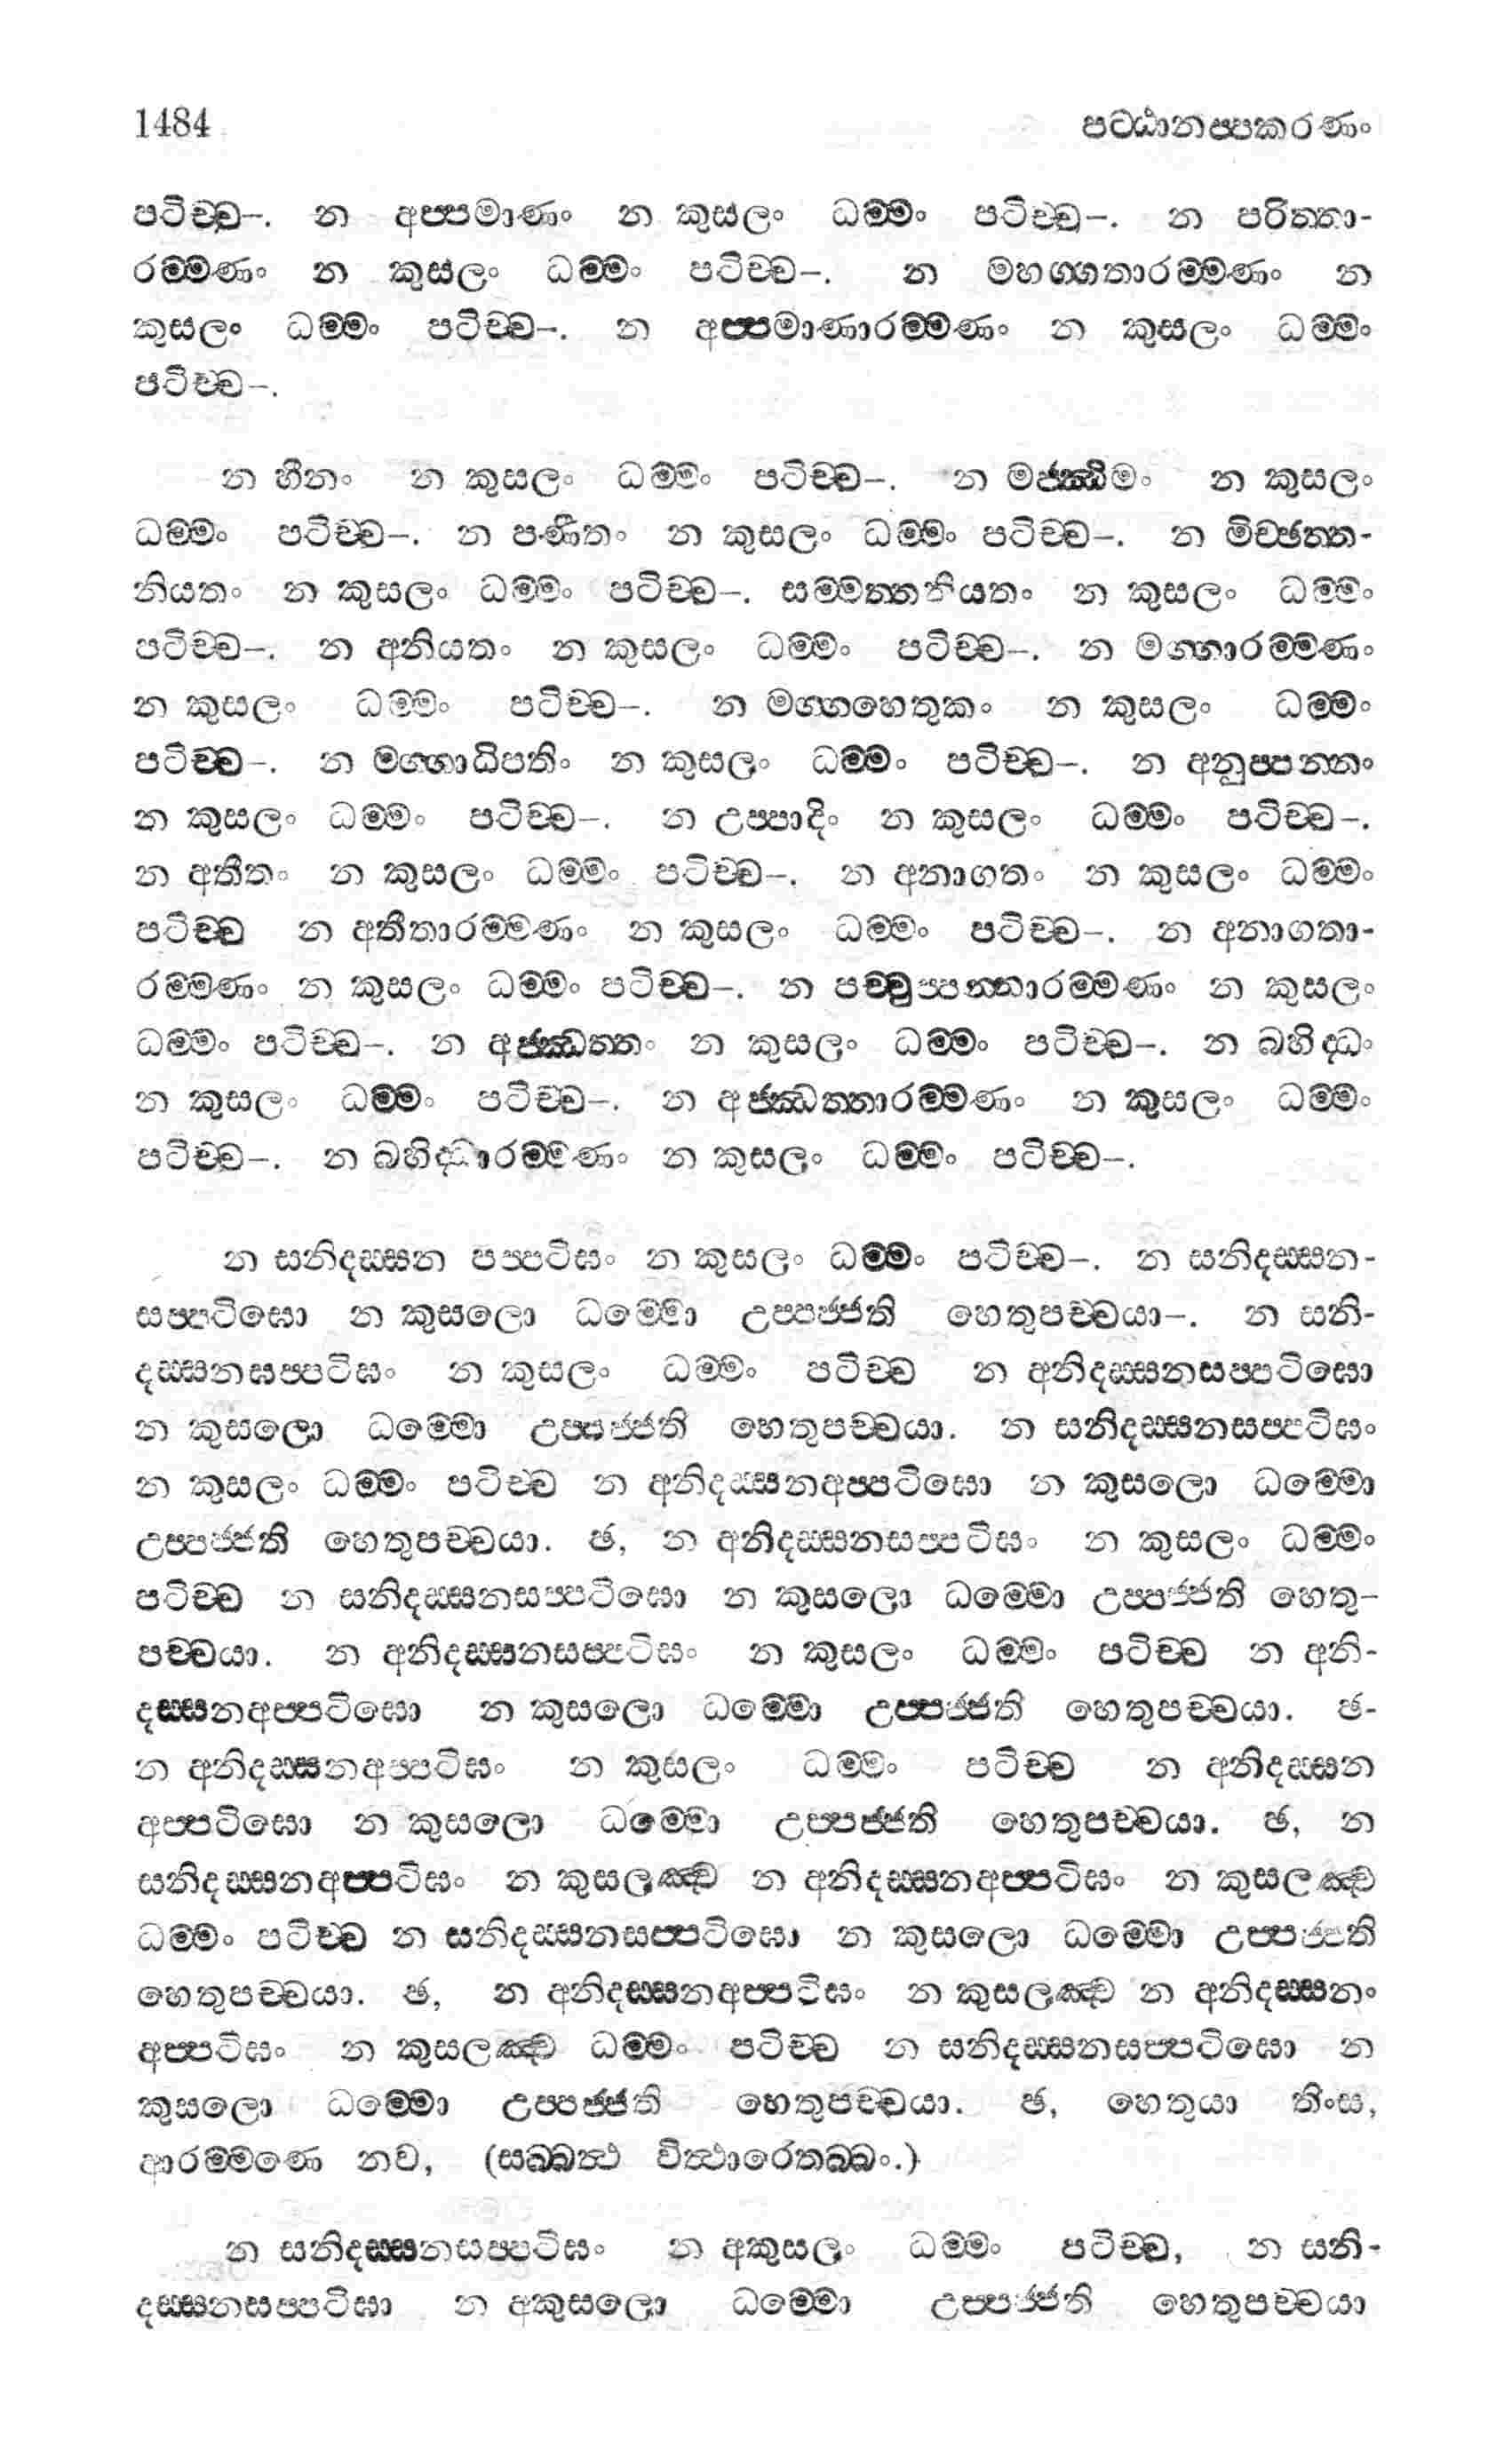 1484 පට්ඨානප්පකරණං
පටිච්ච–. න අප්පමාණං න කුසලං ධම්මං පටිච්ච–. න පරිත්තා-
රම්මණං න කුසලං ධම්මං පටිච්ච–. න මහග්ගතාරම්මණං න
කුසලං ධම්මං පටිච්ච–. න අප්පමාණාරම්මණං න කුසලං ධම්මං
පටිච්ච–.
න හීනං න කුසලං ධම්මං පටිච්ච–. න මජ්ඣිමං න කුසලං
ධම්මං පටිච්ච–. න පණීතං න කුසලං ධම්මං පටිච්ච–. න මිච්ඡත්ත-
නියතං න කුසලං ධම්මං පටිච්ච–. සම්මත්තනියතං න කුසලං ධම්මං
පටිච්ච–. න අනියතං න කුසලං ධම්මං පටිච්ච–. න මග්ගාරම්මණං
න කුසලං ධම්මං පටිච්ච–. න මග්ගහෙතුකං න කුසලං ධම්මං
පටිච්ච–. න මග්ගාධිපතිං න කුසලං ධම්මං පටිච්ච–. න අනුප්පන්නං
න කුසලං ධම්මං පටිච්ච–. න උප්පාදිං න කුසලං ධම්මං පටිච්ච–.
න අතීතං න කුසලං ධම්මං පටිච්ච–. න අනාගතං න කුසලං ධම්මං
පටිච්ච න අතීතාරම්මණං න කුසලං ධම්මං පටිච්ච–. න අනාගතා-
රම්මණං න කුසලං ධම්මං පටිච්ච–. න පච්චුප්පන්නාරම්මණං න කුසලං
ධම්මං පටිච්ච–. න අජ්ඣත්තං න කුසලං ධම්මං පටිච්ච–. න බහිද්ධං
න කුසලං ධම්මං පටිච්ච–. න අජ්ඣත්තාරම්මණං න කුසලං ධම්මං
පටිච්ච–. න බහිද්ධාරම්මණං න කුසලං ධම්මං පටිච්ච–.
න සනිදස්සන පප්පටිඝං න කුසලං ධම්මං පටිච්ච–. න සනිදස්සන-
සප්පටිඝො න කුසලො ධම්මො උප්පජ්ජති හෙතුපච්චයා–. න සනි-
දස්සනඝප්පටිඝං න කුසලං ධම්මං පටිච්ච න අනිදස්සනසප්පටිඝො
න කුසලො ධම්මො උප්පජ්ජති හෙතුපච්චයා. න සනිදස්සනසප්පටිඝං
න කුසලං ධම්මං පටිච්ච න අනිදස්සනඅප්පටිඝො න කුසලො ධම්මො
උප්පජ්ජති හෙතුපච්චයා. ඡ, න අනිදස්සනසප්පටිඝං න කුසලං ධම්මං
පටිච්ච න සනිදස්සනසප්පටිඝො න කුසලො ධම්මො උප්පජ්ජති හෙතු-
පච්චයා. න අනිදස්සනසප්පටිඝං න කුසලං ධම්මං පටිච්ච න අනි-
දස්සනඅප්පටිඝො න කුසලො ධම්මො උප්පජ්ජති හෙතුපච්චයා. ඡ-
න අනිදස්සනඅප්පටිඝං න කුසලං ධම්මං පටිච්ච න අනිදස්සන
අප්පටිඝො න කුසලො ධම්මො උප්පජ්ජති හෙතුපච්චයා. ඡ, න
සනිදස්සනඅප්පටිඝං න කුසලඤ්ච න අනිදස්සනඅප්පටිඝං න කුසලඤ්ච
ධම්මං පටිච්ච න සනිදස්සනසප්පටිඝො න කුසලො ධම්මො උප්පජ්ජති
හෙතුපච්චයා. ඡ, න අනිදස්සනඅප්පටිඝං න කුසලඤ්ච න අනිදස්සනං
අප්පටිඝං න කුසලඤ්ච ධම්මං පටිච්ච න සනිදස්සනසප්පටිඝො න
කුසලො ධම්මො උප්පජ්ජති හෙතුපච්චයා. ඡ, හෙතුයා තිංස,
ආරම්මණෙ නව, (සබ්බත්ථ විත්ථාරෙතබ්බං.)
න සනිදස්සනසප්පටිඝං න අකුසලං ධම්මං පටිච්ච, න සනි-
දස්සනසප්පටිඝා න අකුසලො ධම්මො උප්පජ්ජති හෙතුපච්චයා